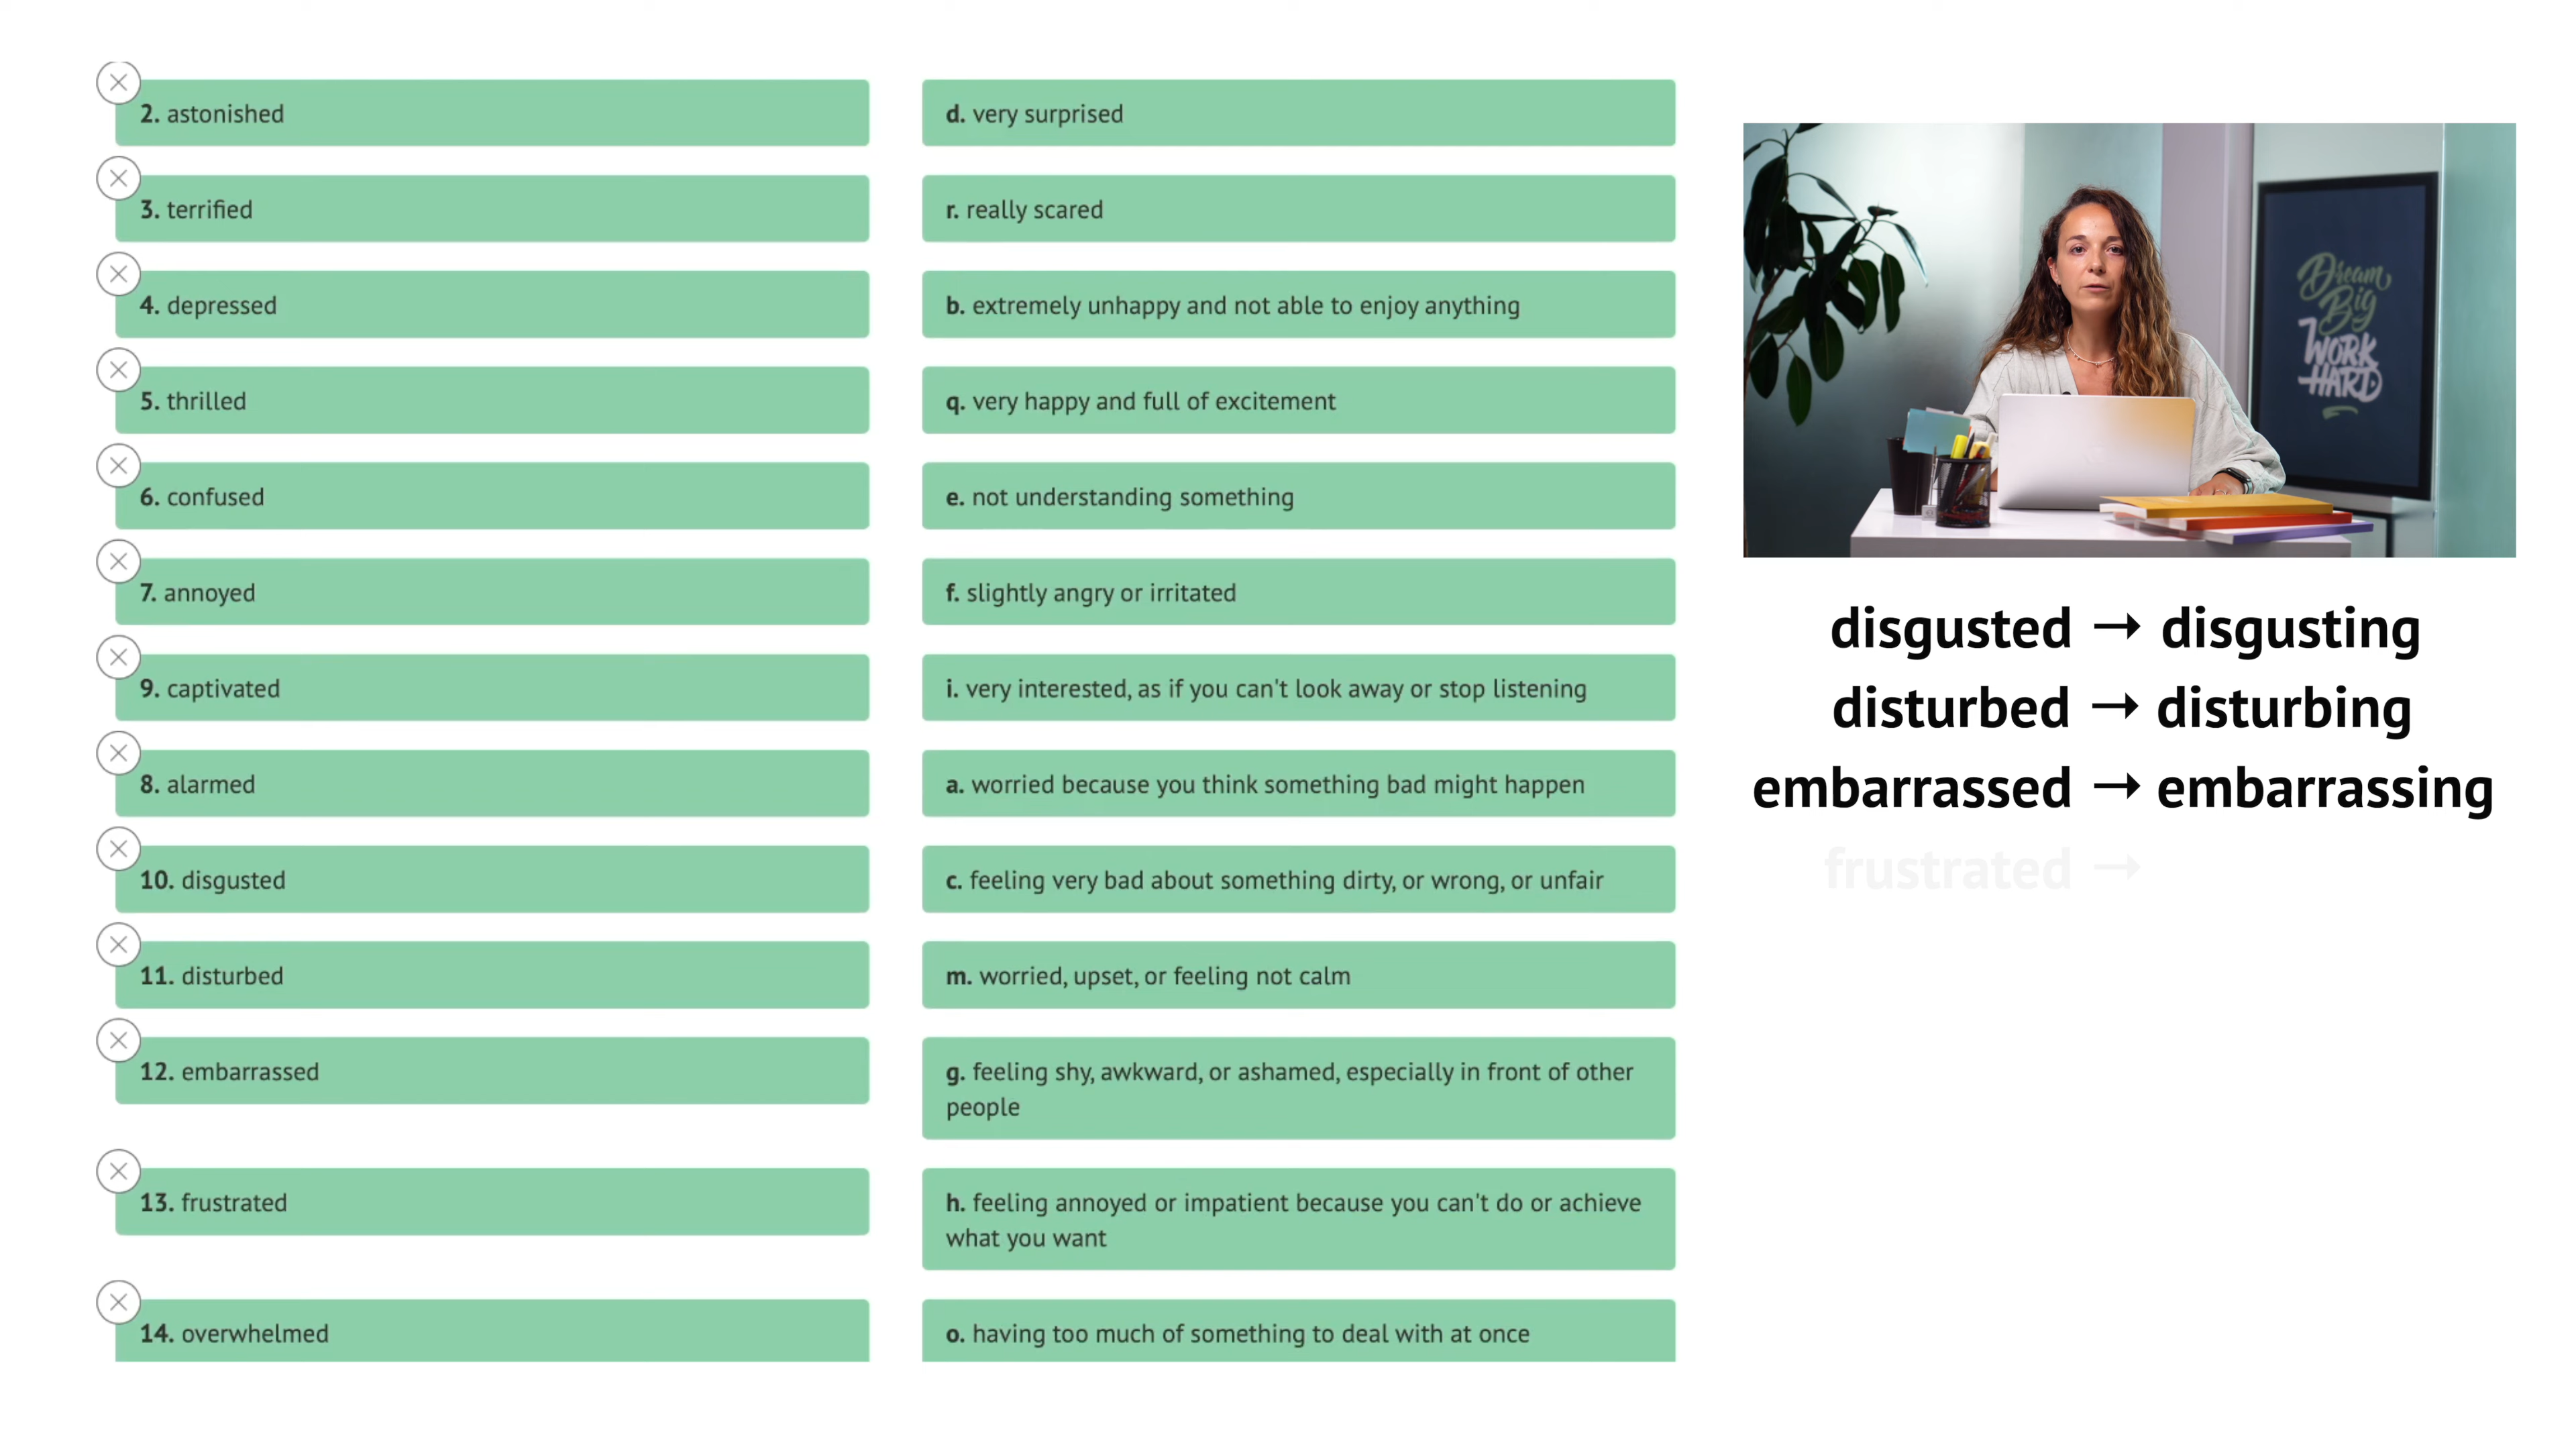 2. astonished
d. very surprised
3. terrified
r. really scared
4. depressed
b. extremely unhappy and not able to enjoy anything
5. thrilled
q. very happy and full of excitement
6. confused
e. not understanding something
7. annoyed
f. slightly angry or irritated
9. captivated
i. very interested, as if you can't look away or stop listening
8. alarmed
a. worried because you think something bad might happen
10. disgusted
c. feeling very bad about something dirty, or wrong, or unfair
11. disturbed
m. worried, upset, or feeling not calm
12. embarrassed
g. feeling shy, awkward, or ashamed, especially in front of other
people
13. frustrated
h. feeling annoyed or impatient because you can't do or achieve
what you want
14. overwhelmed
o. having too much of something to deal with at once
Dream
Big
WORK
HARD
disgusted → disgusting
disturbed → disturbing
embarrassed → embarrassing
frustrated →